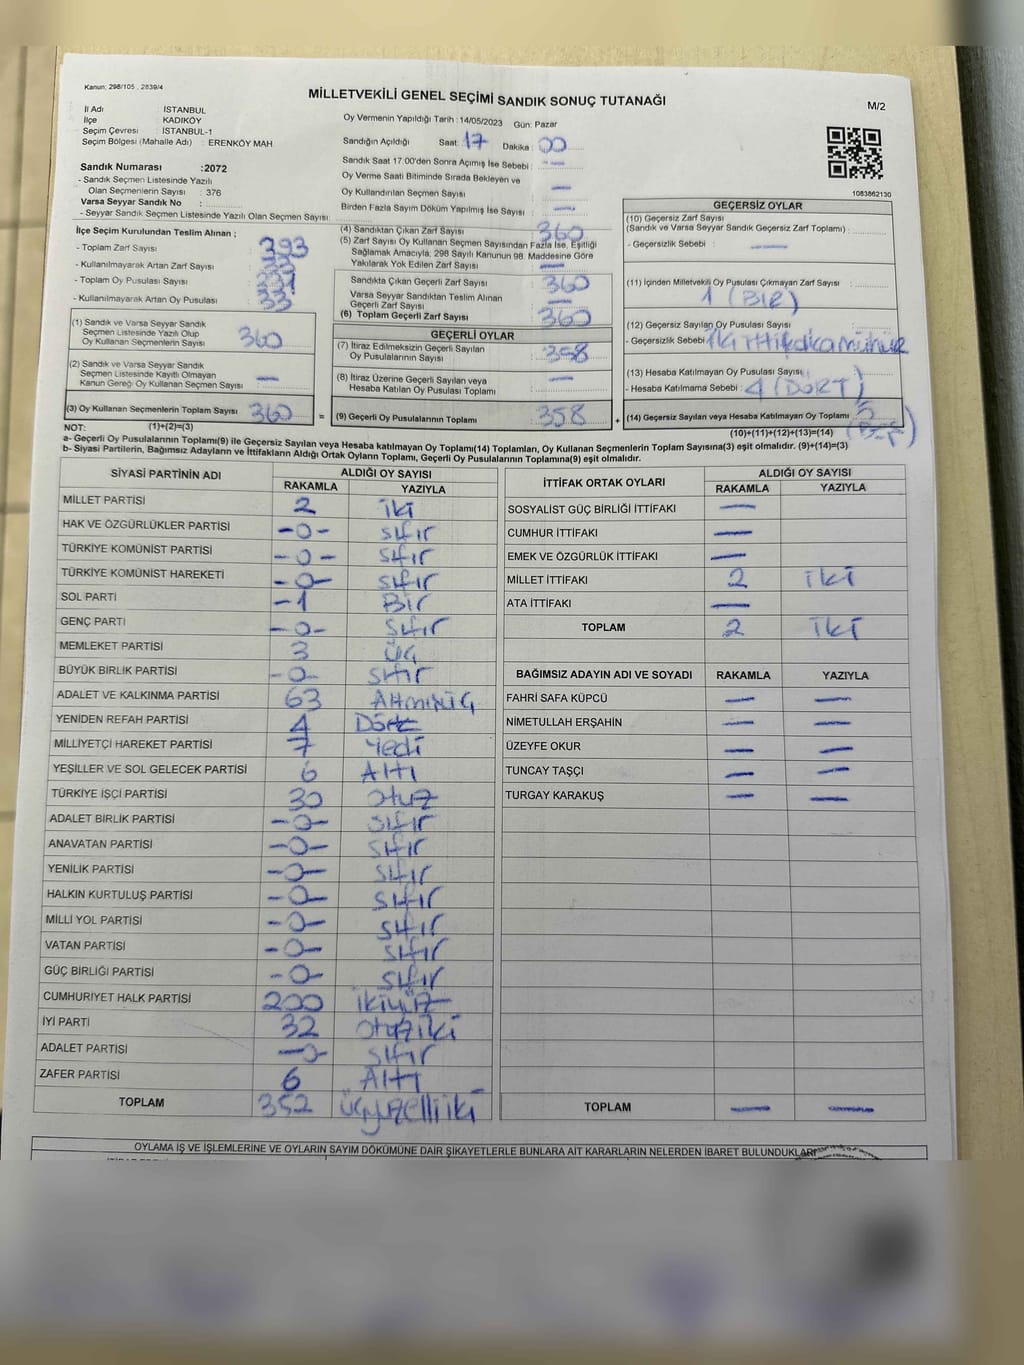 Kanun: 298/105 , 2839/4
MİLLETVEKİLİ GENEL SEÇİMİ SANDIK SONUÇ TUTANAĞI
M/2
İl Adı : İSTANBUL
İlçe : KADIKÖY
Seçim Çevresi : İSTANBUL-1
Seçim Bölgesi (Mahalle Adı) : ERENKÖY MAH
Oy Vermenin Yapıldığı Tarih : 14/05/2023 Gün: Pazar
Sandığın Açıldığı Saat: 17 Dakika : 00
Sandık Saat 17:00'den Sonra Açılmış İse Sebebi : —
Oy Verme Saati Bitiminde Sırada Bekleyen ve
Oy Kullandırılan Seçmen Sayısı : —
Birden Fazla Sayım Döküm Yapılmış İse Sayısı : —
1083862130
Sandık Numarası :2072
- Sandık Seçmen Listesinde Yazılı
Olan Seçmenlerin Sayısı : 376
Varsa Seyyar Sandık No :
- Seyyar Sandık Seçmen Listesinde Yazılı Olan Seçmen Sayısı:
İlçe Seçim Kurulundan Teslim Alınan ;
- Toplam Zarf Sayısı : 393
- Kullanılmayarak Artan Zarf Sayısı :
- Toplam Oy Pusulası Sayısı :
- Kullanılmayarak Artan Oy Pusulası : 33
(1) Sandık ve Varsa Seyyar Sandık
Seçmen Listesinde Yazılı Olup
Oy Kullanan Seçmenlerin Sayısı : 360
(2) Sandık ve Varsa Seyyar Sandık
Seçmen Listesinde Kayıtlı Olmayan
Kanun Gereği Oy Kullanan Seçmen Sayısı : —
(3) Oy Kullanan Seçmenlerin Toplam Sayısı : 360 =
(1)+(2)=(3)
(4) Sandıktan Çıkan Zarf Sayısı : 360
(5) Zarf Sayısı Oy Kullanan Seçmen Sayısından Fazla İse, Eşitliği
Sağlamak Amacıyla, 298 Sayılı Kanunun 98. Maddesine Göre
Yakılarak Yok Edilen Zarf Sayısı : —
Sandıkta Çıkan Geçerli Zarf Sayısı : 360
Varsa Seyyar Sandıktan Teslim Alınan
Geçerli Zarf Sayısı : —
(6) Toplam Geçerli Zarf Sayısı : 360
GEÇERLİ OYLAR
(7) İtiraz Edilmeksizin Geçerli Sayılan
Oy Pusulalarının Sayısı : 358
(8) İtiraz Üzerine Geçerli Sayılan veya
Hesaba Katılan Oy Pusulası Toplamı : —
(9) Geçerli Oy Pusulalarının Toplamı : 358 +
GEÇERSİZ OYLAR
(10) Geçersiz Zarf Sayısı
(Sandık ve Varsa Seyyar Sandık Geçersiz Zarf Toplamı) :
- Geçersizlik Sebebi : —
(11) İçinden Milletvekili Oy Pusulası Çıkmayan Zarf Sayısı :
1 (BİR)
(12) Geçersiz Sayılan Oy Pusulası Sayısı :
- Geçersizlik Sebebi :
(13) Hesaba Katılmayan Oy Pusulası Sayısı :
- Hesaba Katılmama Sebebi : 4 (DÖRT)
(14) Geçersiz Sayılan veya Hesaba Katılmayan Oy Toplamı : 5
(10)+(11)+(12)+(13)=(14)
NOT:
a- Geçerli Oy Pusulalarının Toplamı(9) ile Geçersiz Sayılan veya Hesaba katılmayan Oy Toplamı(14) Toplamları, Oy Kullanan Seçmenlerin Toplam Sayısına(3) eşit olmalıdır. (9)+(14)=(3)
b- Siyasi Partilerin, Bağımsız Adayların ve İttifakların Aldığı Ortak Oyların Toplamı, Geçerli Oy Pusulalarının Toplamına(9) eşit olmalıdır.
SİYASİ PARTİNİN ADI ALDIĞI OY SAYISI
RAKAMLA YAZIYLA
MİLLET PARTİSİ 2 iki
HAK VE ÖZGÜRLÜKLER PARTİSİ -0- sıfır
TÜRKİYE KOMÜNİST PARTİSİ -0- sıfır
TÜRKİYE KOMÜNİST HAREKETİ -0- sıfır
SOL PARTİ -1 Bir
GENÇ PARTİ -0- sıfır
MEMLEKET PARTİSİ 3 üç
BÜYÜK BİRLİK PARTİSİ -0- sıfır
ADALET VE KALKINMA PARTİSİ 63 Altmışüç
YENİDEN REFAH PARTİSİ 4 Dört
MİLLİYETÇİ HAREKET PARTİSİ 7 Yedi
YEŞİLLER VE SOL GELECEK PARTİSİ 6 Altı
TÜRKİYE İŞÇİ PARTİSİ 30 otuz
ADALET BİRLİK PARTİSİ -0- sıfır
ANAVATAN PARTİSİ -0- sıfır
YENİLİK PARTİSİ -0- sıfır
HALKIN KURTULUŞ PARTİSİ -0- sıfır
MİLLİ YOL PARTİSİ -0- sıfır
VATAN PARTİSİ -0- sıfır
GÜÇ BİRLİĞİ PARTİSİ -0- sıfır
CUMHURİYET HALK PARTİSİ 200 ikiyüz
İYİ PARTİ 32 otuziki
ADALET PARTİSİ -0- sıfır
ZAFER PARTİSİ 6 Altı
TOPLAM 352 üçyüzelliiki
İTTİFAK ORTAK OYLARI ALDIĞI OY SAYISI
RAKAMLA YAZIYLA
SOSYALİST GÜÇ BİRLİĞİ İTTİFAKI —
CUMHUR İTTİFAKI —
EMEK VE ÖZGÜRLÜK İTTİFAKI —
MİLLET İTTİFAKI 2 iki
ATA İTTİFAKI —
TOPLAM 2 iki
BAĞIMSIZ ADAYIN ADI VE SOYADI RAKAMLA YAZIYLA
FAHRİ SAFA KÜPCÜ — —
NİMETULLAH ERŞAHİN — —
ÜZEYFE OKUR — —
TUNCAY TAŞÇI — —
TURGAY KARAKUŞ — —
TOPLAM — —
OYLAMA İŞ VE İŞLEMLERİNE VE OYLARIN SAYIM DÖKÜMÜNE DAİR ŞİKAYETLERLE BUNLARA AİT KARARLARIN NELERDEN İBARET BULUNDUKLARI